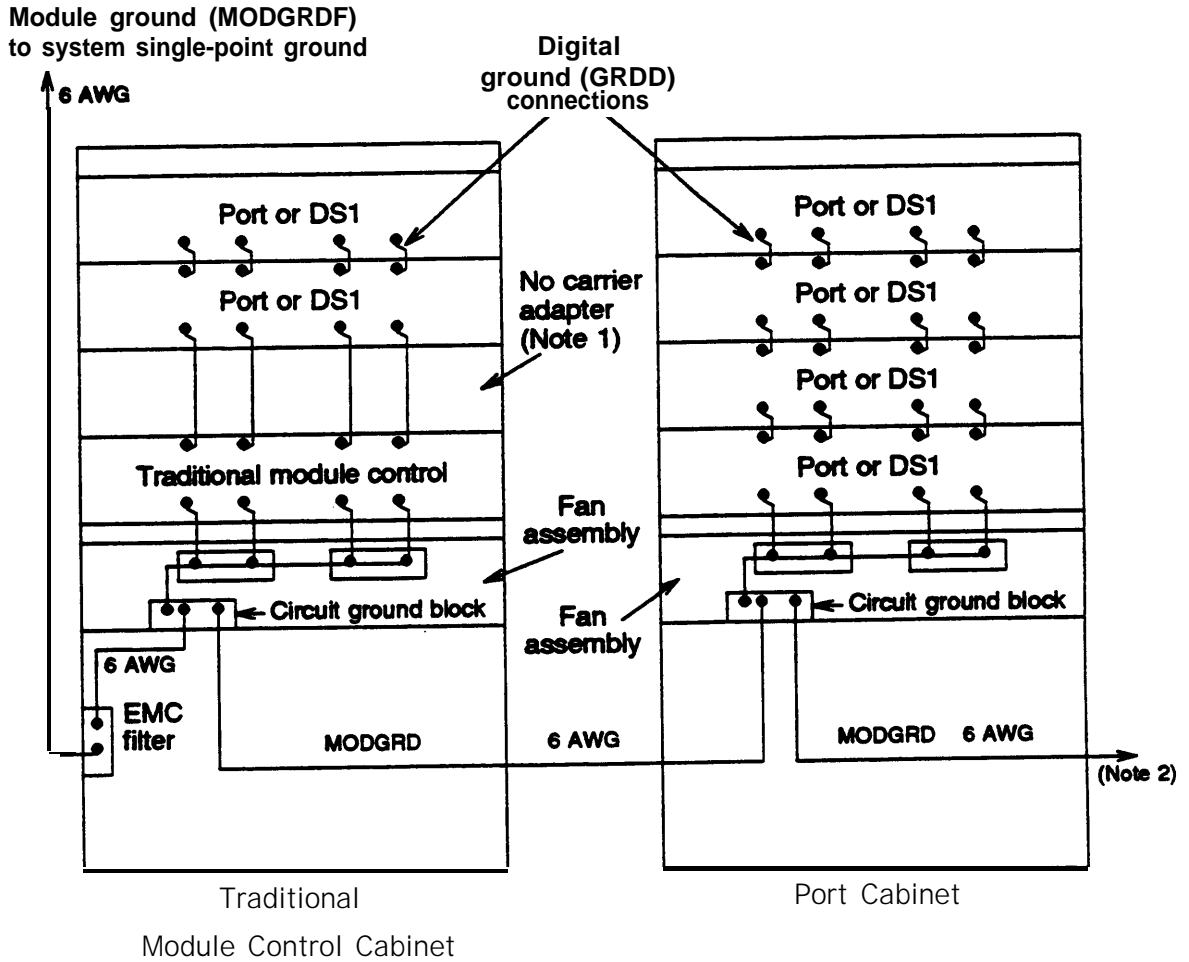 Module ground (MODGRDF)
to system single-point ground
6 AWG
Digital
ground (GRDD)
connections
Port or DS1
Port or DS1
No carrier
adapter
(Note 1)
Traditional module control
Fan
assembly
Circuit ground block
6 AWG
EMC
filter
MODGRD
6 AWG
Port or DS1
Port or DS1
Port or DS1
Port or DS1
Fan
assembly
Circuit ground block
MODGRD 6 AWG
(Note 2)
Traditional
Module Control Cabinet
Port Cabinet